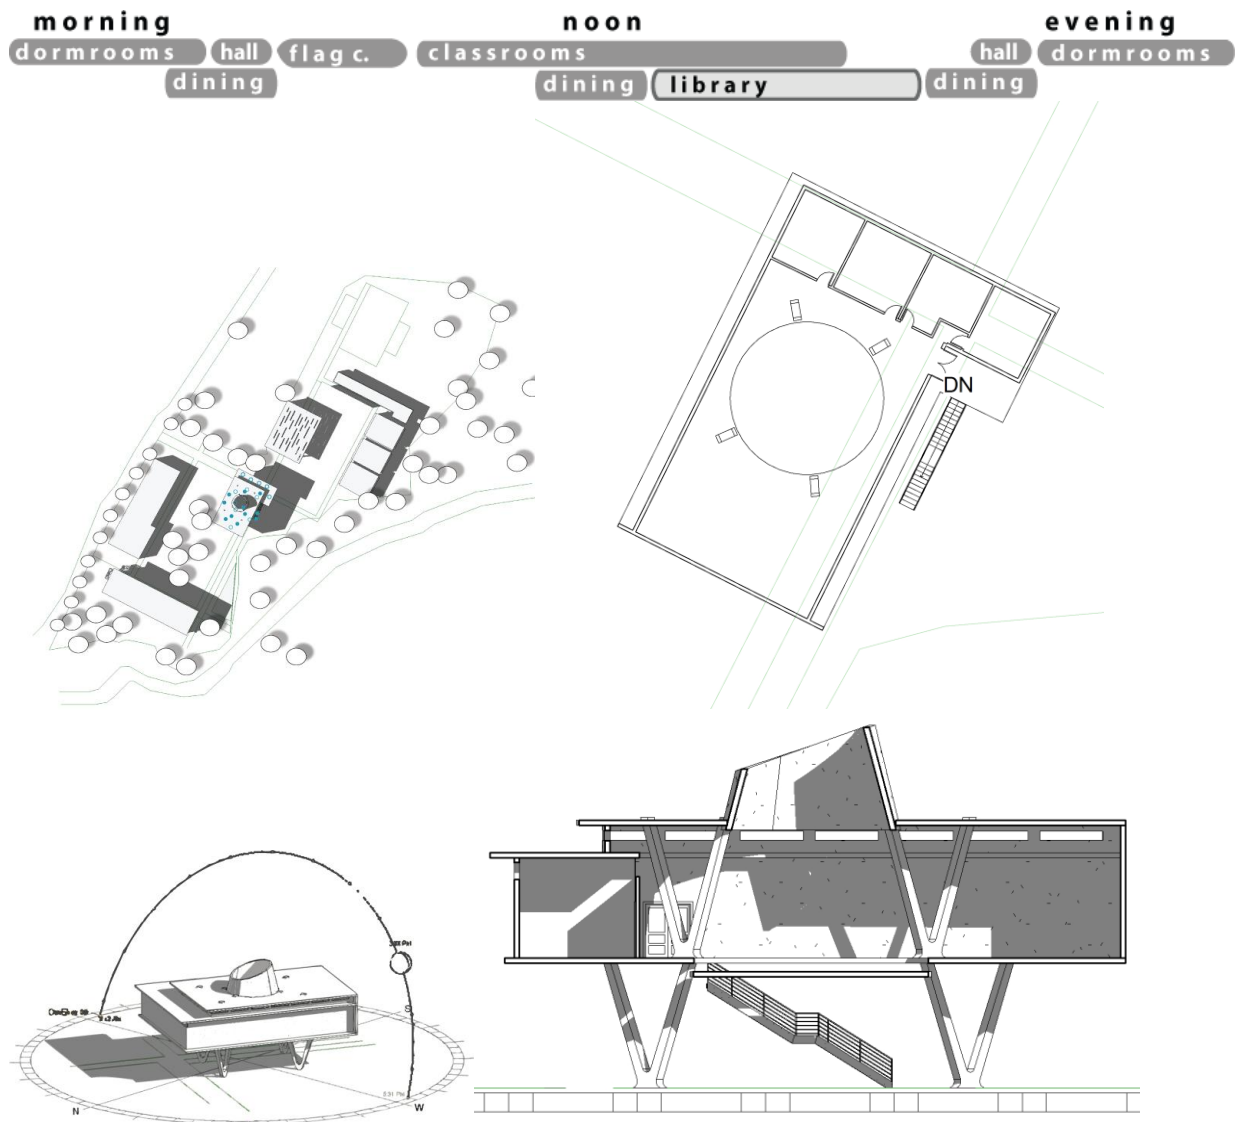 morning noon evening
dormrooms hall flag c. classrooms hall dormrooms
dining dining library dining
DN
S
N
W